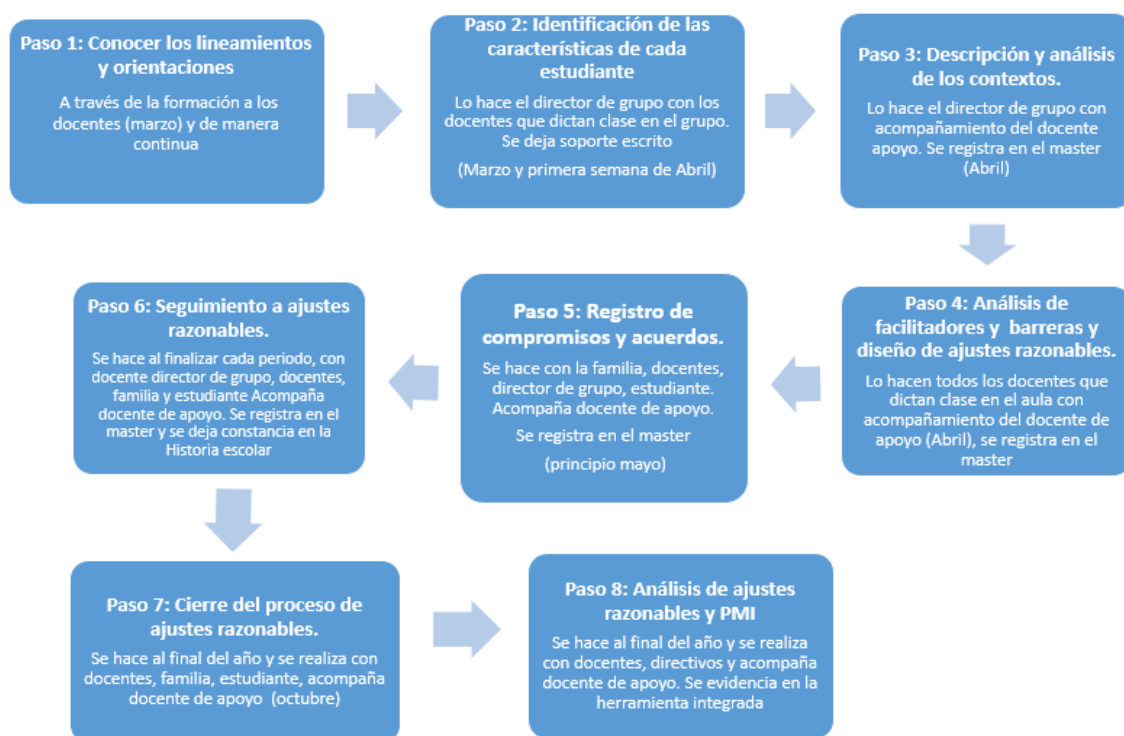 Paso 1: Conocer los lineamientos
y orientaciones
A través de la formación a los
docentes (marzo) y de manera
continua
Paso 2: Identificación de las
características de cada
estudiante
Lo hace el director de grupo con los
docentes que dictan clase en el grupo.
Se deja soporte escrito
(Marzo y primera semana de Abril)
Paso 3: Descripción y análisis
de los contextos.
Lo hace el director de grupo con
acompañamiento del docente
apoyo. Se registra en el master
(Abril)
Paso 4: Análisis de
facilitadores y barreras y
diseño de ajustes razonables.
Lo hacen todos los docentes que
dictan clase en el aula con
acompañamiento del docente de
apoyo (Abril), se registra en el
master
Paso 5: Registro de
compromisos y acuerdos.
Se hace con la familia, docentes,
director de grupo, estudiante.
Acompaña docente de apoyo.
Se registra en el master
(principio mayo)
Paso 6: Seguimiento a ajustes
razonables.
Se hace al finalizar cada periodo, con
docente director de grupo, docentes,
familia y estudiante Acompaña
docente de apoyo. Se registra en el
master y se deja constancia en la
Historia escolar
Paso 7: Cierre del proceso de
ajustes razonables.
Se hace al final del año y se realiza con
docentes, familia, estudiante, acompaña
docente de apoyo (octubre)
Paso 8: Análisis de ajustes
razonables y PMI
Se hace al final del año y se realiza
con docentes, directivos y acompaña
docente de apoyo. Se evidencia en la
herramienta integrada